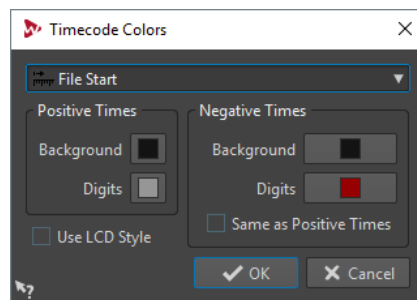 Timecode Colors
File Start
Positive Times
Negative Times
Background
Background
Digits
Digits
Same as Positive Times
Use LCD Style
OK
Cancel
?